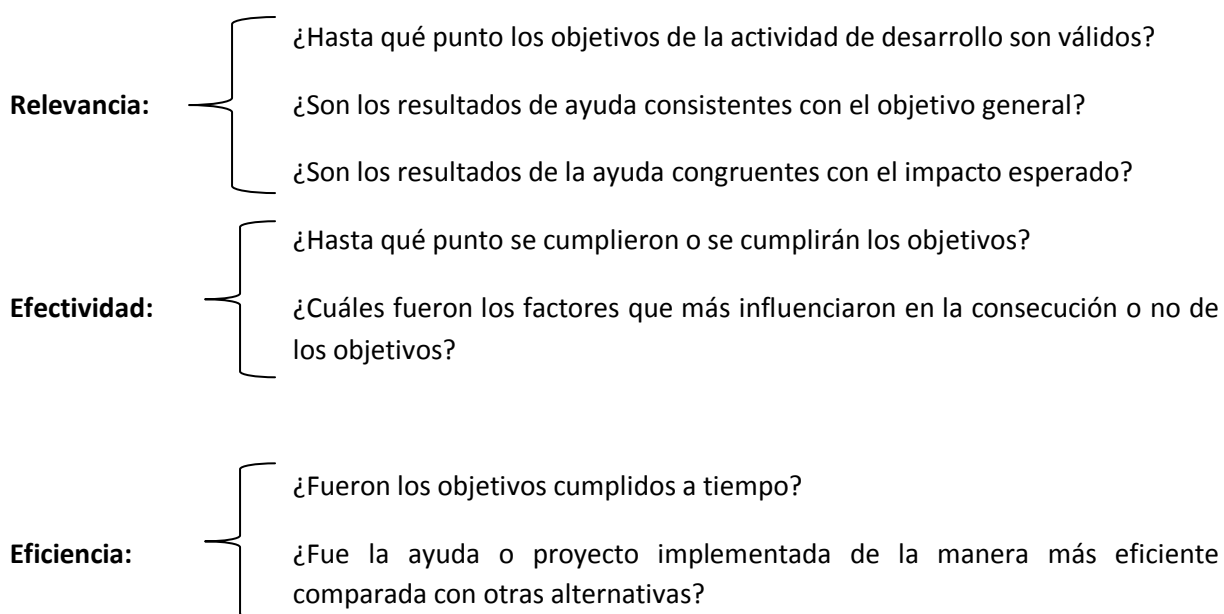 ¿Hasta qué punto los objetivos de la actividad de desarrollo son válidos?
Relevancia: ¿Son los resultados de ayuda consistentes con el objetivo general?
¿Son los resultados de la ayuda congruentes con el impacto esperado?
¿Hasta qué punto se cumplieron o se cumplirán los objetivos?
Efectividad: ¿Cuáles fueron los factores que más influenciaron en la consecución o no de
los objetivos?
¿Fueron los objetivos cumplidos a tiempo?
Eficiencia: ¿Fue la ayuda o proyecto implementada de la manera más eficiente
comparada con otras alternativas?